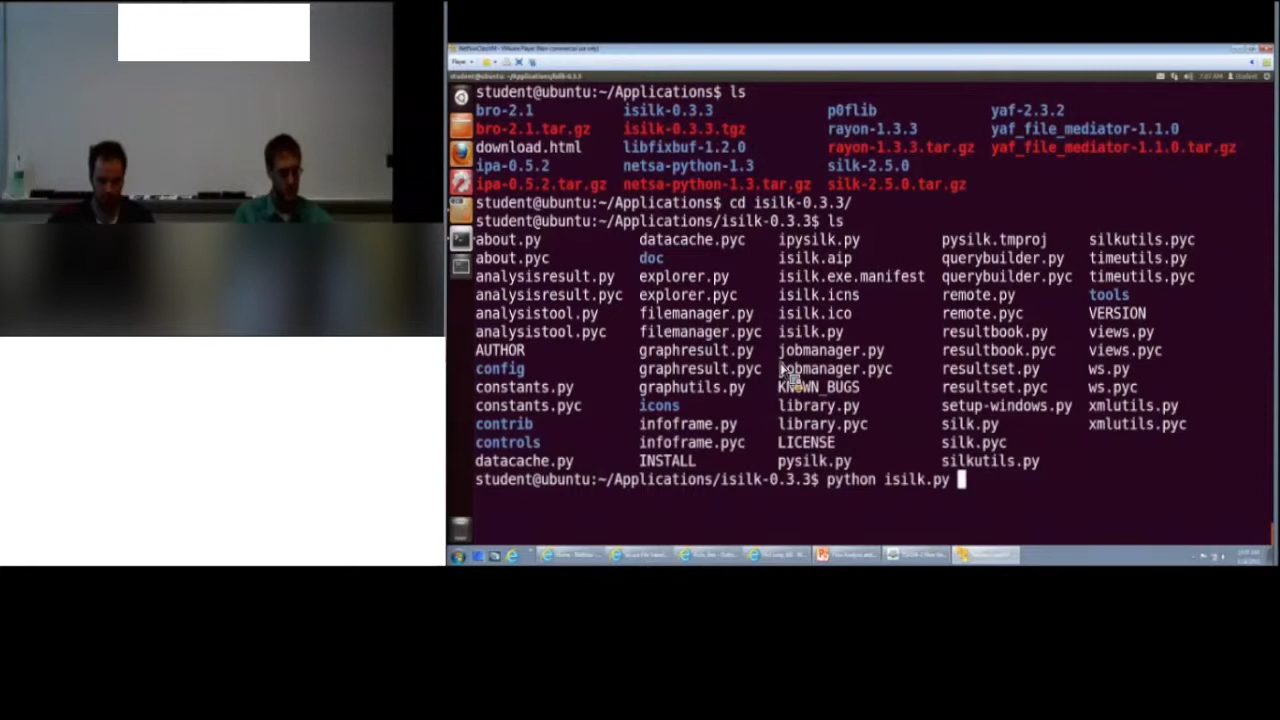 student@ubuntu: ~/Applications/isilk-0.3.3
student@ubuntu:~/Applications$ ls
bro-2.1 isilk-0.3.3 p0flib yaf-2.3.2
bro-2.1.tar.gz isilk-0.3.3.tgz rayon-1.3.3 yaf_file_mediator-1.1.0
download.html libfixbuf-1.2.0 rayon-1.3.3.tar.gz yaf_file_mediator-1.1.0.tar.gz
ipa-0.5.2 netsa-python-1.3 silk-2.5.0
ipa-0.5.2.tar.gz netsa-python-1.3.tar.gz silk-2.5.0.tar.gz
student@ubuntu:~/Applications$ cd isilk-0.3.3/
student@ubuntu:~/Applications/isilk-0.3.3$ ls
about.py datacache.pyc ipysilk.py pysilk.tmproj silkutils.pyc
about.pyc doc isilk.aip querybuilder.py timeutils.py
analysisresult.py explorer.py isilk.exe.manifest querybuilder.pyc timeutils.pyc
analysisresult.pyc explorer.pyc isilk.icns remote.py tools
analysistool.py filemanager.py isilk.ico remote.pyc VERSION
analysistool.pyc filemanager.pyc isilk.py resultbook.py views.py
AUTHOR graphresult.py jobmanager.py resultbook.pyc views.pyc
config graphresult.pyc jobmanager.pyc resultset.py ws.py
constants.py graphutils.py KNOWN_BUGS resultset.pyc ws.pyc
constants.pyc icons library.py setup-windows.py xmlutils.py
contrib infoframe.py library.pyc silk.py xmlutils.pyc
controls infoframe.pyc LICENSE silk.pyc
datacache.py INSTALL pysilk.py silkutils.py
student@ubuntu:~/Applications/isilk-0.3.3$ python isilk.py